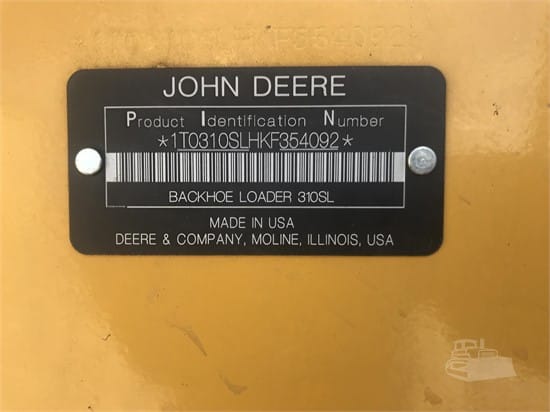 JOHN DEERE
Product Identification Number
*1T0310SLHKF354092*
BACKHOE LOADER 310SL
MADE IN USA
DEERE & COMPANY, MOLINE, ILLINOIS, USA